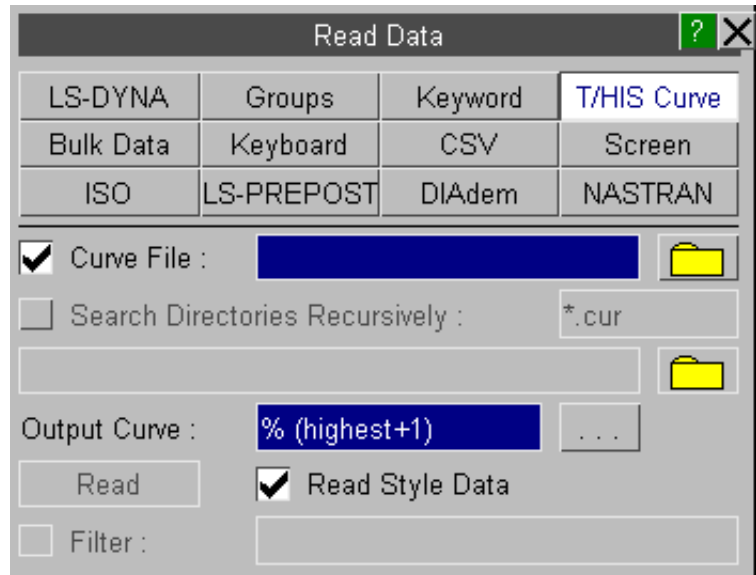 Read Data ?
LS-DYNA Groups Keyword T/HIS Curve
Bulk Data Keyboard CSV Screen
ISO LS-PREPOST DIAdem NASTRAN
Curve File :
Search Directories Recursively : *.cur
Output Curve : % (highest+1) . . .
Read Read Style Data
Filter :